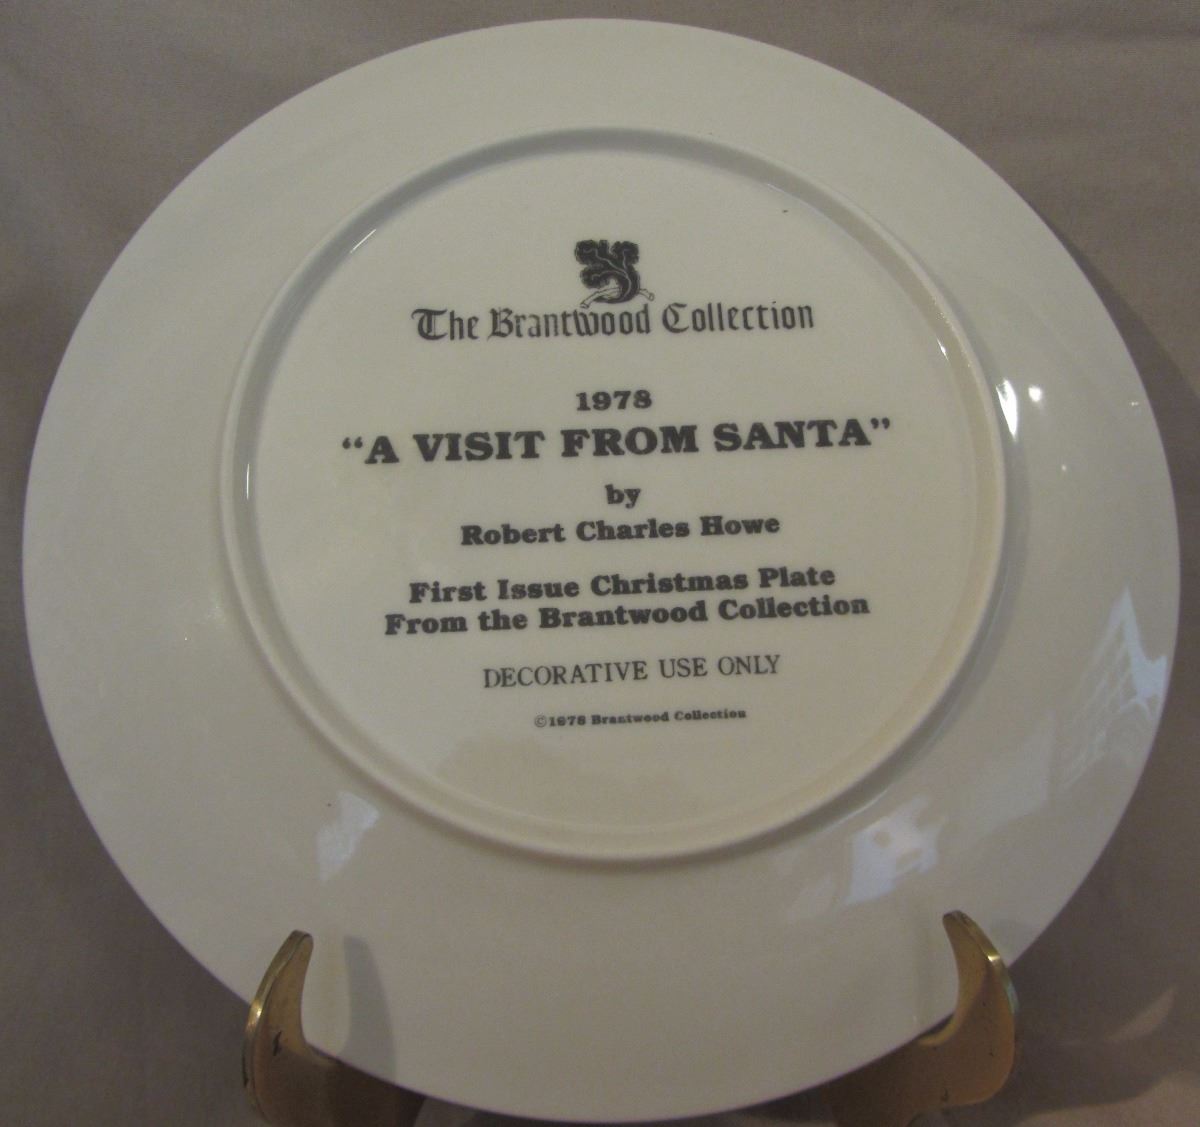 The Brantwood Collection
1978
“A VISIT FROM SANTA”
by
Robert Charles Howe
First Issue Christmas Plate
From the Brantwood Collection
DECORATIVE USE ONLY
©1978 Brantwood Collection